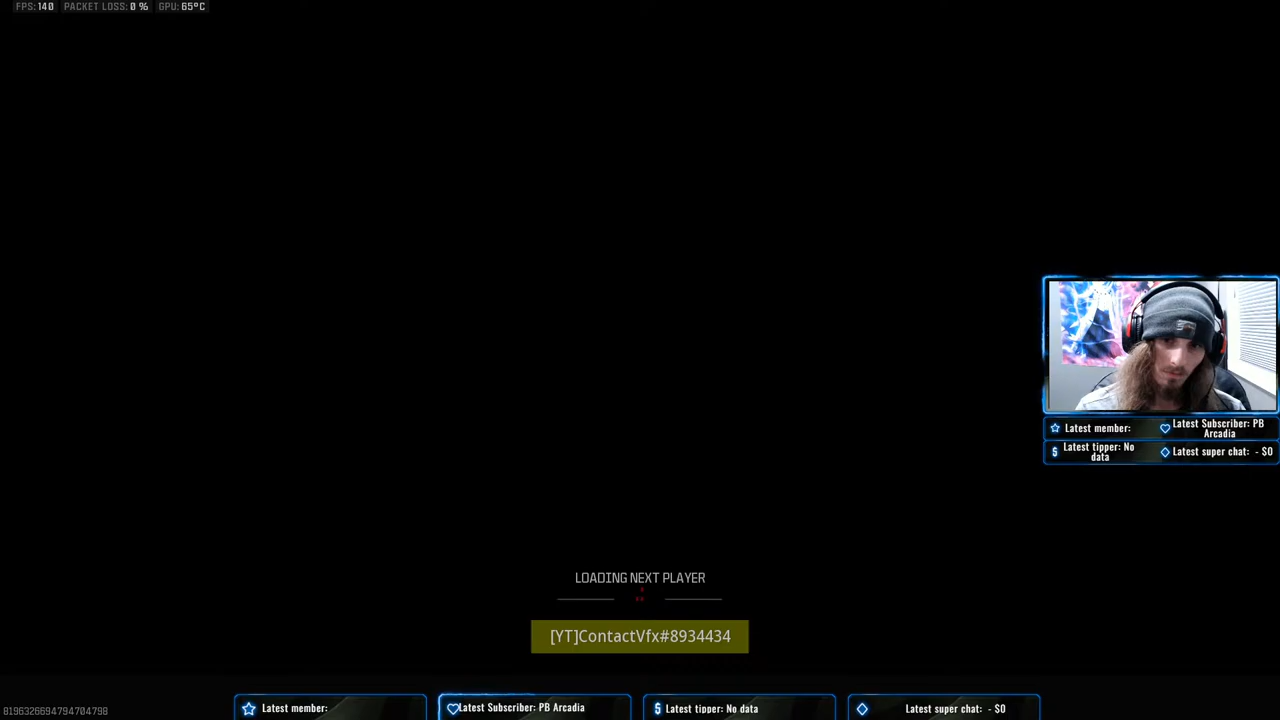 FPS: 140 PACKET LOSS: 0 % GPU: 65°C
Latest member:
Latest Subscriber: PB
Arcadia
Latest tipper: No
data
Latest super chat: - $0
LOADING NEXT PLAYER
[YT]ContactVfx#8934434
8196326694794704798
Latest member:
Latest Subscriber: PB Arcadia
Latest tipper: No data
Latest super chat: - $0